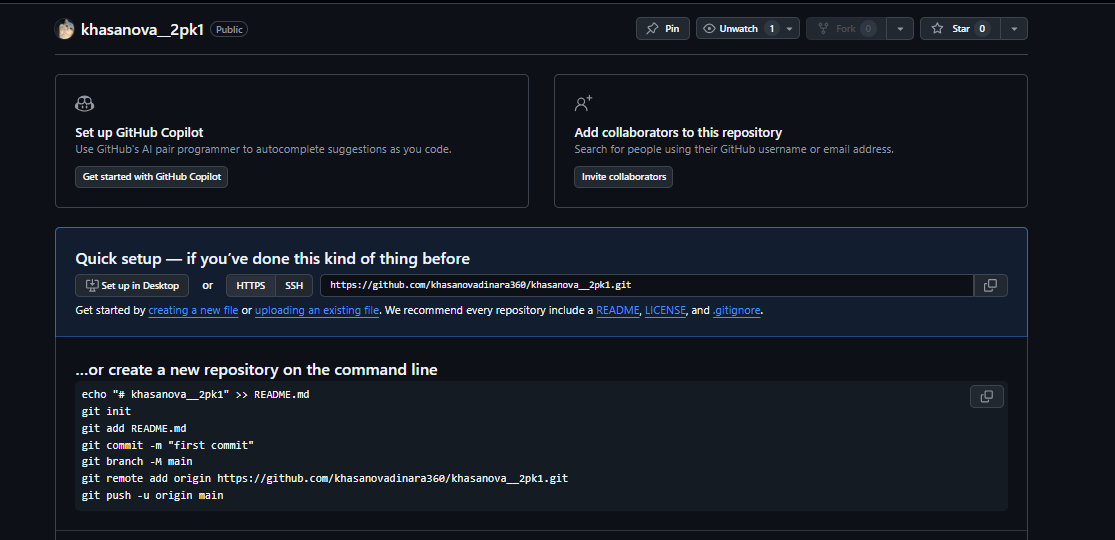 khasanova__2pk1 Public Pin Unwatch 1 Fork 0 Star 0
Set up GitHub Copilot
Use GitHub's AI pair programmer to autocomplete suggestions as you code.
Get started with GitHub Copilot
Add collaborators to this repository
Search for people using their GitHub username or email address.
Invite collaborators
Quick setup — if you've done this kind of thing before
Set up in Desktop or HTTPS SSH https://github.com/khasanovadinara360/khasanova__2pk1.git
Get started by creating a new file or uploading an existing file. We recommend every repository include a README, LICENSE, and .gitignore.
...or create a new repository on the command line
echo "# khasanova__2pk1" >> README.md
git init
git add README.md
git commit -m "first commit"
git branch -M main
git remote add origin https://github.com/khasanovadinara360/khasanova__2pk1.git
git push -u origin main